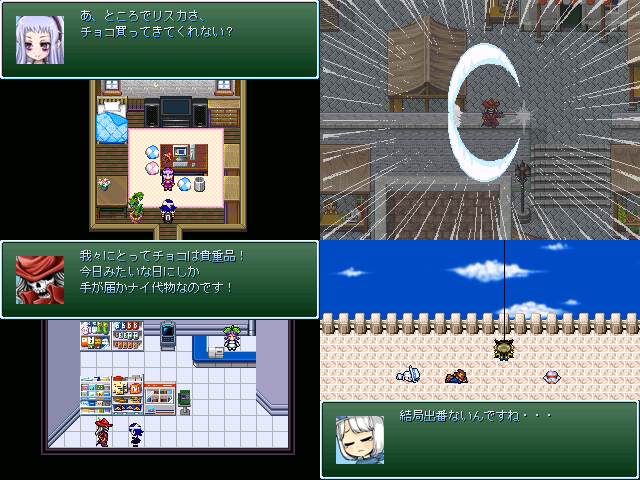 あ、ところでリスカさ、
チョコ買ってきてくれない？
我々にとってチョコは貴重品！
今日みたいな日にしか
手が届かナイ代物なのです！
結局出番ないんですね・・・